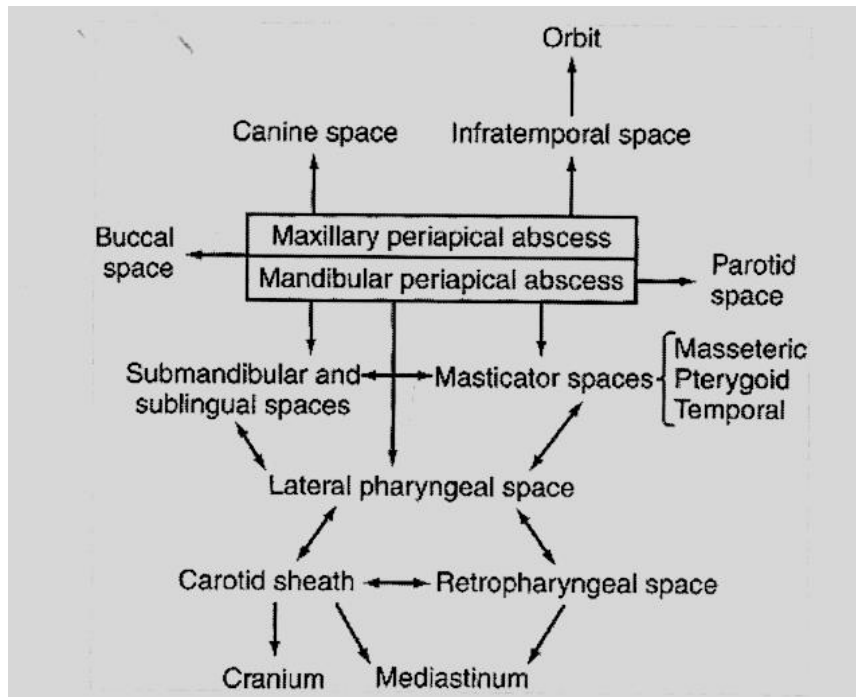 Orbit
Canine space
Infratemporal space
Maxillary periapical abscess
Buccal
space
Mandibular periapical abscess
Parotid
space
Submandibular and
sublingual spaces
Masticator spaces
Masseteric
Pterygoid
Temporal
Lateral pharyngeal space
Carotid sheath
Retropharyngeal space
Cranium
Mediastinum